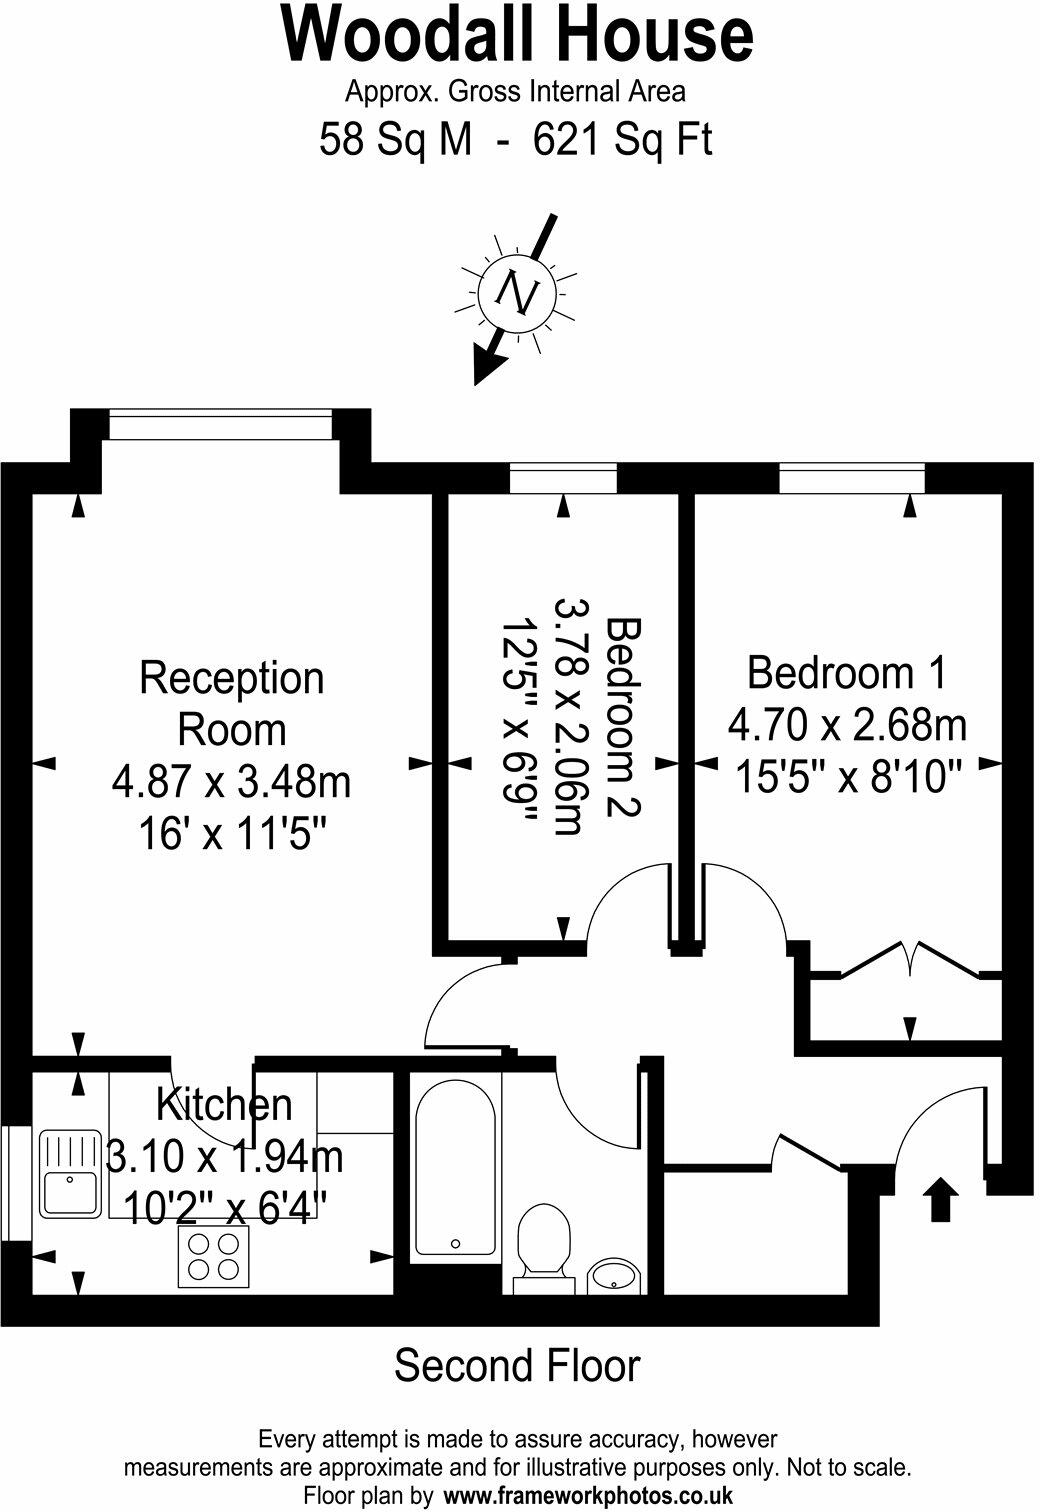 Woodall House
Approx. Gross Internal Area
58 Sq M - 621 Sq Ft
N
Reception
Room
4.87 x 3.48m
16' x 11'5"
Bedroom 2
3.78 x 2.06m
12'5" x 6'9"
Bedroom 1
4.70 x 2.68m
15'5" x 8'10"
Kitchen
3.10 x 1.94m
10'2" x 6'4"
Second Floor
Every attempt is made to assure accuracy, however
measurements are approximate and for illustrative purposes only. Not to scale.
Floor plan by www.frameworkphotos.co.uk